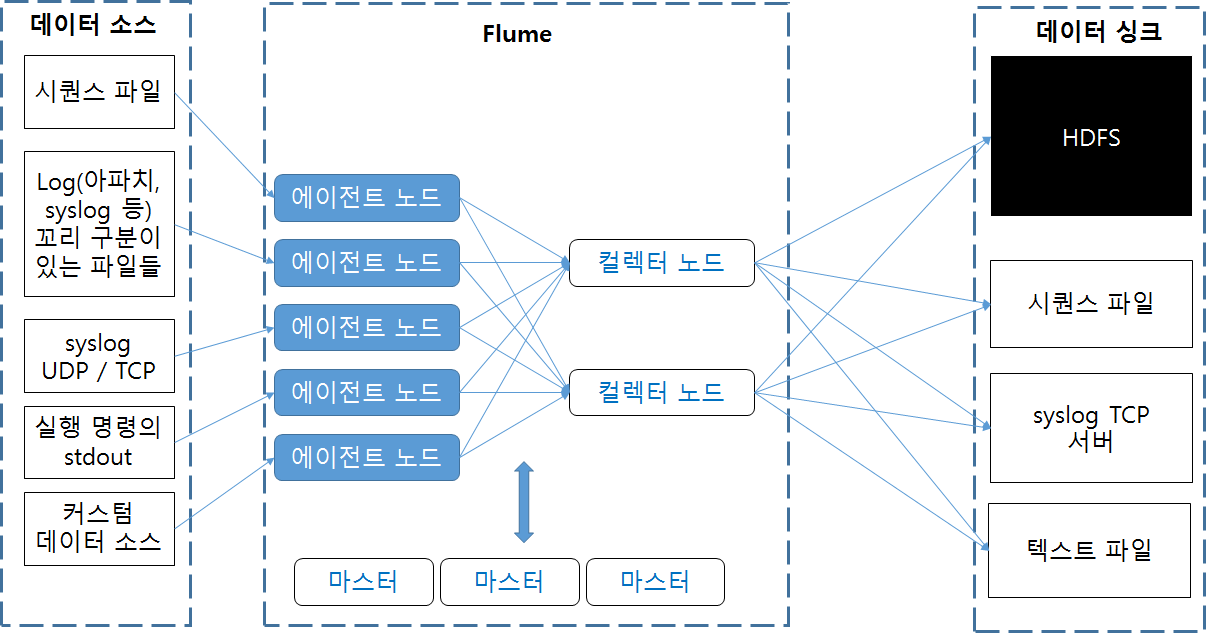 데이터 소스
시퀀스 파일
Log(아파치,
syslog 등)
꼬리 구분이
있는 파일들
syslog
UDP / TCP
실행 명령의
stdout
커스텀
데이터 소스
Flume
에이전트 노드
에이전트 노드
에이전트 노드
에이전트 노드
에이전트 노드
컬렉터 노드
컬렉터 노드
마스터
마스터
마스터
데이터 싱크
HDFS
시퀀스 파일
syslog TCP
서버
텍스트 파일